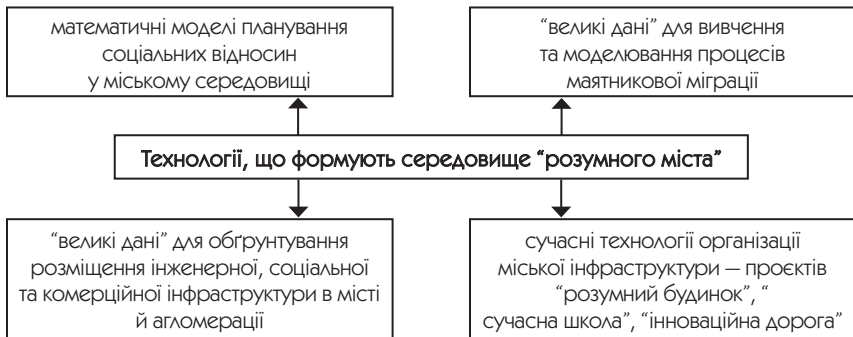 математичні моделі планування
соціальних відносин
у міському середовищі
“великі дані” для вивчення
та моделювання процесів
маятникової міграції
Технології, що формують середовище “розумного міста”
“великі дані” для обґрунтування
розміщення інженерної, соціальної
та комерційної інфраструктури в місті
й агломерації
сучасні технології організації
міської інфраструктури — проєктів
“розумний будинок”, “
сучасна школа”, “інноваційна дорога”